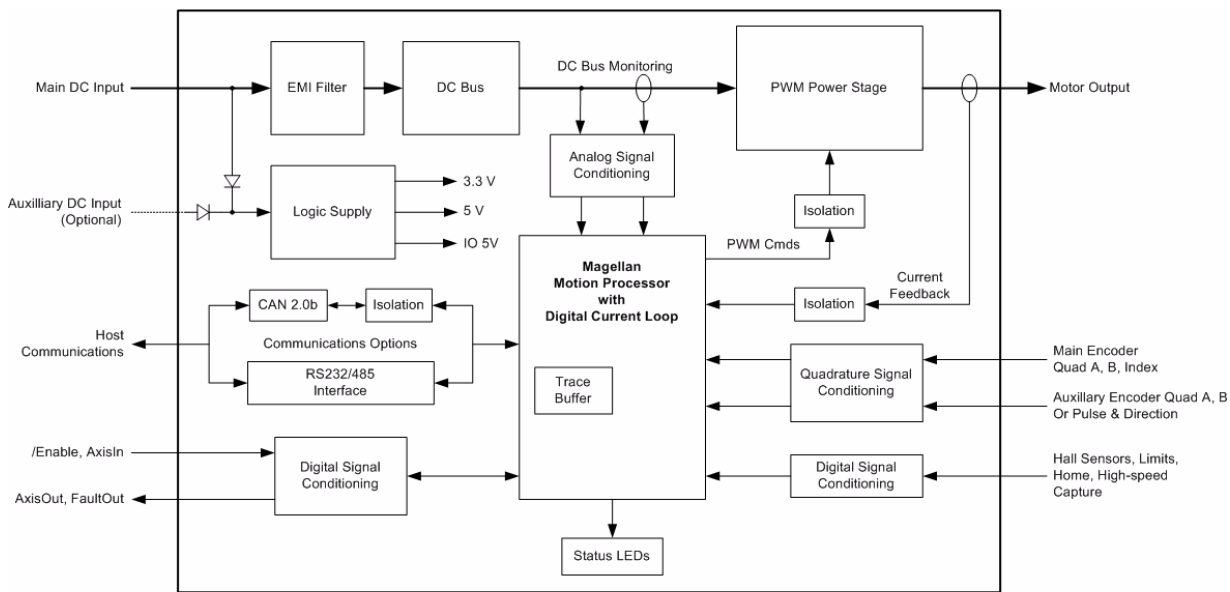 Main DC Input
EMI Filter
DC Bus
DC Bus Monitoring
PWM Power Stage
Motor Output
Analog Signal
Conditioning
Auxilliary DC Input
(Optional)
Logic Supply
3.3 V
5 V
IO 5V
Isolation
PWM Cmds
Magellan
Motion Processor
with
Digital Current Loop
Current
Feedback
Isolation
CAN 2.0b
Isolation
Host
Communications
Communications Options
RS232/485
Interface
Trace
Buffer
Quadrature Signal
Conditioning
Main Encoder
Quad A, B, Index
Auxillary Encoder Quad A, B
Or Pulse & Direction
/Enable, AxisIn
Digital Signal
Conditioning
AxisOut, FaultOut
Digital Signal
Conditioning
Hall Sensors, Limits,
Home, High-speed
Capture
Status LEDs